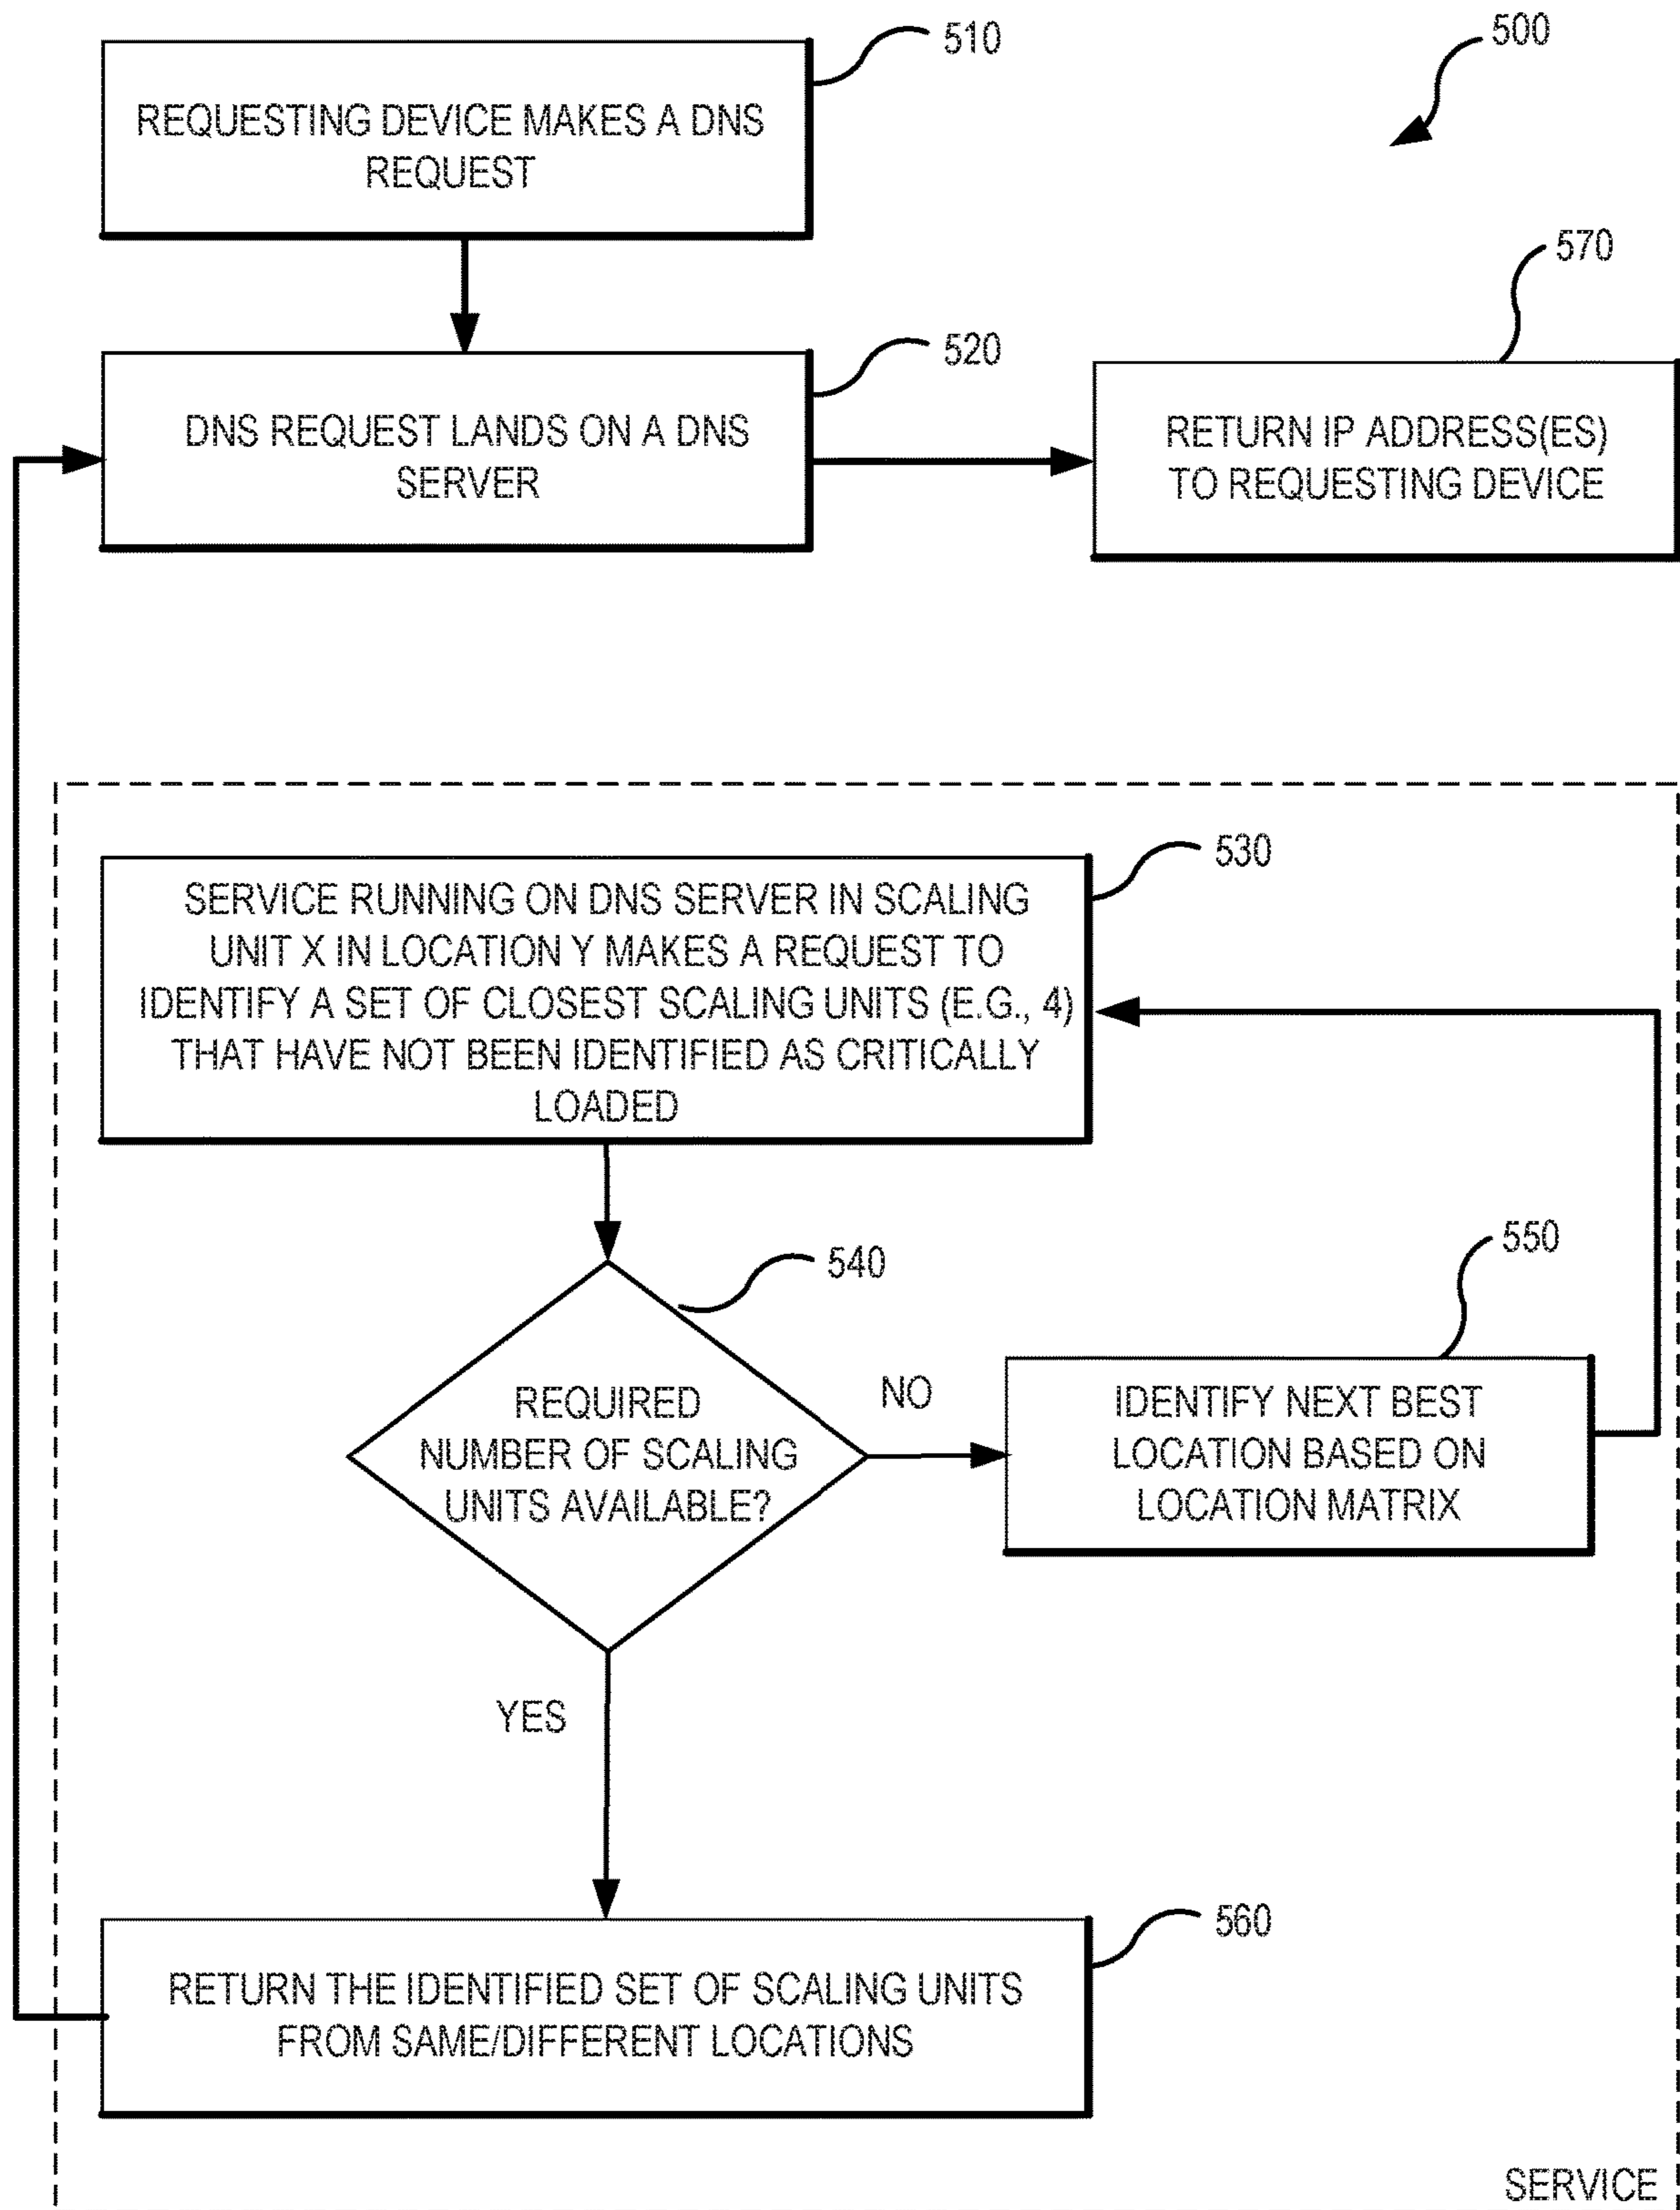 500
510
REQUESTING DEVICE MAKES A DNS
REQUEST
520
DNS REQUEST LANDS ON A DNS
SERVER
570
RETURN IP ADDRESS(ES)
TO REQUESTING DEVICE
530
SERVICE RUNNING ON DNS SERVER IN SCALING
UNIT X IN LOCATION Y MAKES A REQUEST TO
IDENTIFY A SET OF CLOSEST SCALING UNITS (E.G., 4)
THAT HAVE NOT BEEN IDENTIFIED AS CRITICALLY
LOADED
540
REQUIRED
NUMBER OF SCALING
UNITS AVAILABLE?
NO
550
IDENTIFY NEXT BEST
LOCATION BASED ON
LOCATION MATRIX
YES
560
RETURN THE IDENTIFIED SET OF SCALING UNITS
FROM SAME/DIFFERENT LOCATIONS
SERVICE